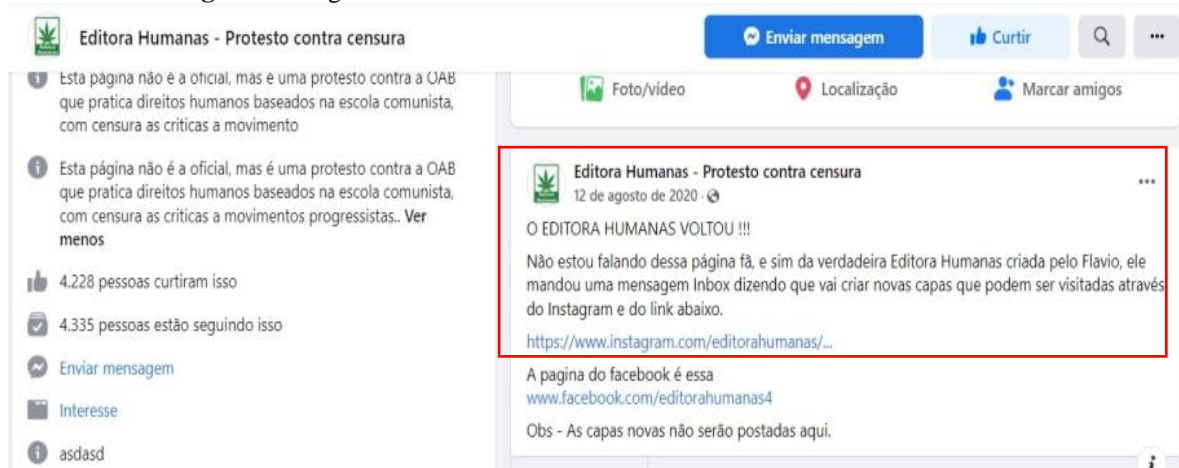 Editora Humanas - Protesto contra censura
Enviar mensagem
Curtir
Esta página não é a oficial, mas é uma protesto contra a OAB
que pratica direitos humanos baseados na escola comunista,
com censura as criticas a movimento
Esta página não é a oficial, mas é uma protesto contra a OAB
que pratica direitos humanos baseados na escola comunista,
com censura as criticas a movimentos progressistas.. Ver
menos
4.228 pessoas curtiram isso
4.335 pessoas estão seguindo isso
Enviar mensagem
Interesse
asdasd
Foto/vídeo
Localização
Marcar amigos
Editora Humanas - Protesto contra censura
12 de agosto de 2020
O EDITORA HUMANAS VOLTOU !!!
Não estou falando dessa página fã, e sim da verdadeira Editora Humanas criada pelo Flavio, ele
mandou uma mensagem Inbox dizendo que vai criar novas capas que podem ser visitadas através
do Instagram e do link abaixo.
https://www.instagram.com/editorahumanas/...
A pagina do facebook é essa
www.facebook.com/editorahumanas4
Obs - As capas novas não serão postadas aqui.